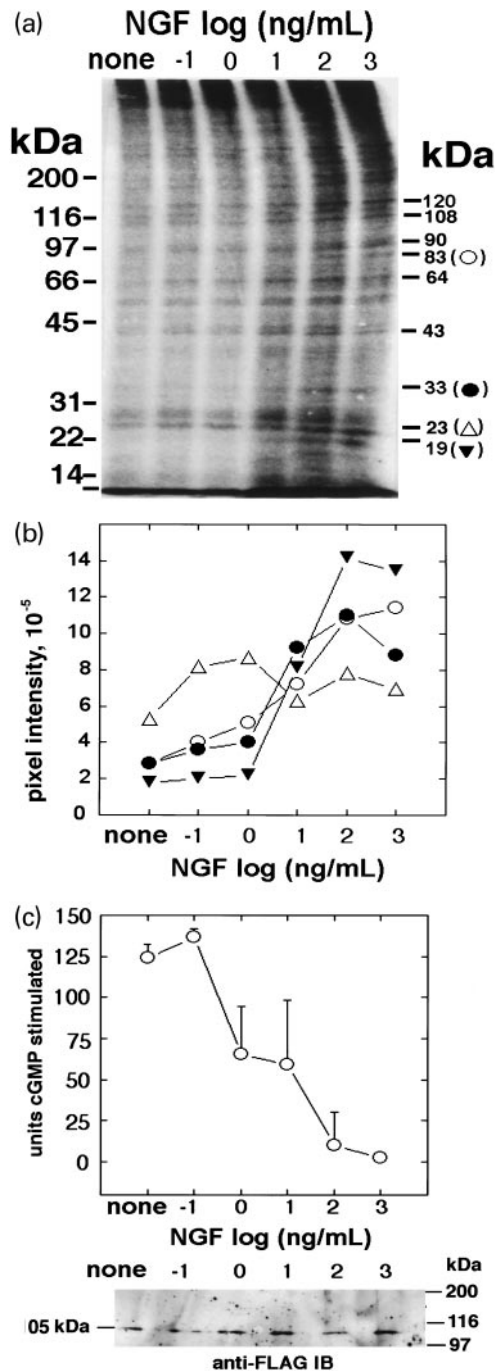 (a)
NGF log (ng/mL)
none -1 0 1 2 3
kDa
kDa
200
116
97
66
45
31
22
14
120
108
90
83 (○)
64
43
33 (●)
23 (△)
19 (▼)
(b)
pixel intensity, 10⁻⁵
14
12
10
8
6
4
2
0
none -1 0 1 2 3
NGF log (ng/mL)
(c)
units cGMP stimulated
150
125
100
75
50
25
0
none -1 0 1 2 3
NGF log (ng/mL)
none -1 0 1 2 3
kDa
200
116
97
05 kDa
anti-FLAG IB